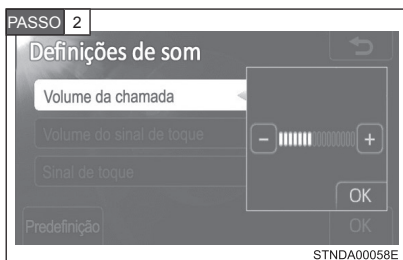 PASSO 2
Definições de som
Volume da chamada
Volume do sinal de toque
- +
Sinal de toque
OK
Predefinição
OK
STNDA00058E